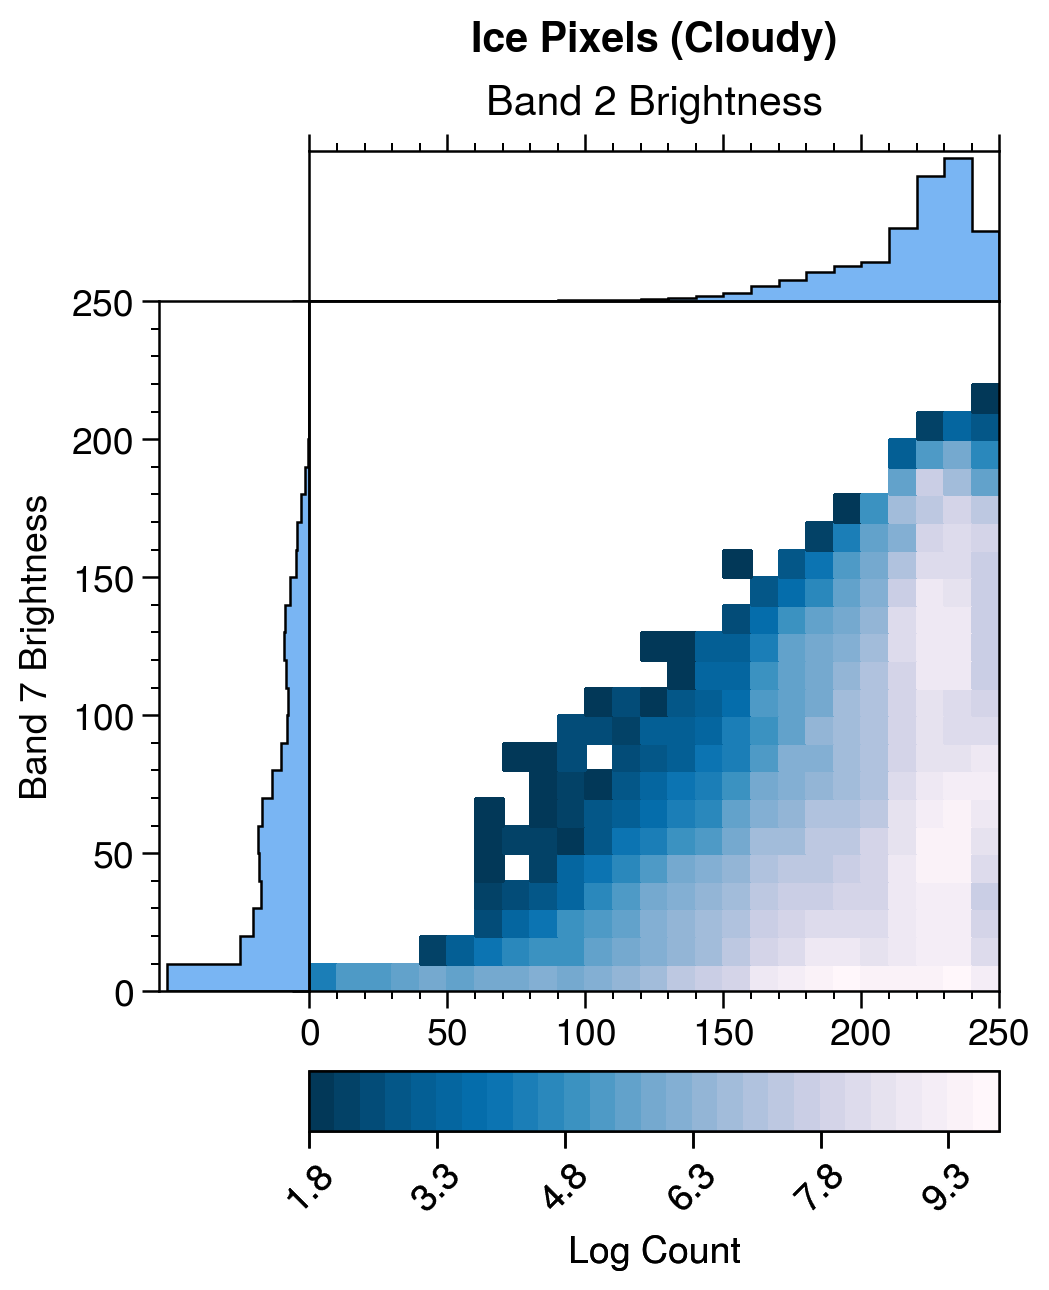 Ice Pixels (Cloudy)
Band 2 Brightness
250
200
150
100
50
0
Band 7 Brightness
0 50 100 150 200 250
1.8 3.3 4.8 6.3 7.8 9.3
Log Count